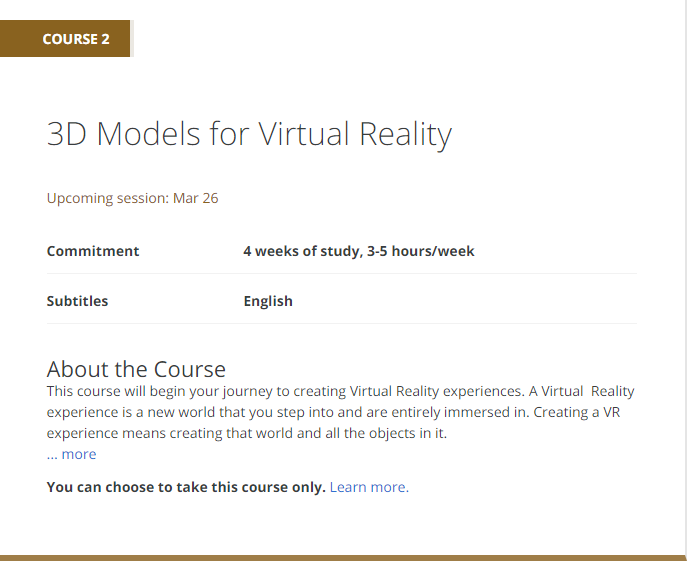 COURSE 2
3D Models for Virtual Reality
Upcoming session: Mar 26
Commitment 4 weeks of study, 3-5 hours/week
Subtitles English
About the Course
This course will begin your journey to creating Virtual Reality experiences. A Virtual  Reality
experience is a new world that you step into and are entirely immersed in. Creating a VR
experience means creating that world and all the objects in it.
... more
You can choose to take this course only. Learn more.